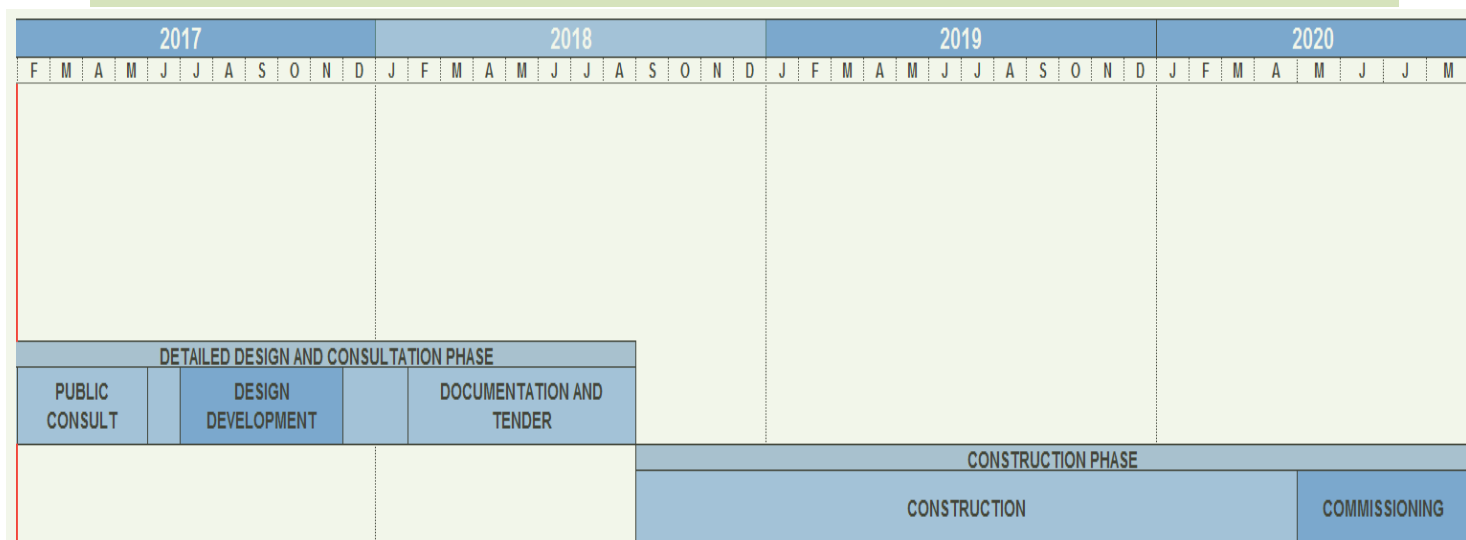 2017 2018 2019 2020
F M A M J J A S O N D J F M A M J J A S O N D J F M A M J J A S O N D J F M A M J J M
DETAILED DESIGN AND CONSULTATION PHASE
PUBLIC
CONSULT
DESIGN
DEVELOPMENT
DOCUMENTATION AND
TENDER
CONSTRUCTION PHASE
CONSTRUCTION
COMMISSIONING